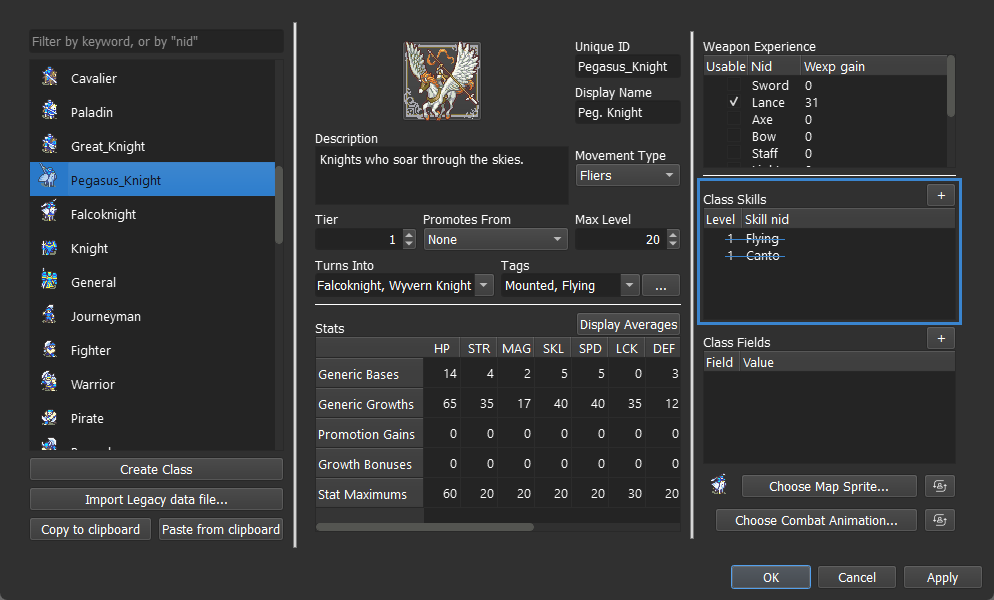 Filter by keyword, or by "nid"
Cavalier
Paladin
Great_Knight
Pegasus_Knight
Falcoknight
Knight
General
Journeyman
Fighter
Warrior
Pirate
Create Class
Import Legacy data file...
Copy to clipboard Paste from clipboard
Unique ID
Pegasus_Knight
Display Name
Peg. Knight
Description
Knights who soar through the skies.
Movement Type
Fliers
Tier Promotes From Max Level
1 None 20
Turns Into Tags
Falcoknight, Wyvern Knight Mounted, Flying ...
Stats Display Averages
HP STR MAG SKL SPD LCK DEF
Generic Bases 14 4 2 5 5 0 3
Generic Growths 65 35 17 40 40 35 12
Promotion Gains 0 0 0 0 0 0 0
Growth Bonuses 0 0 0 0 0 0 0
Stat Maximums 60 20 20 20 20 30 20
Weapon Experience
Usable Nid Wexp gain
Sword 0
Lance 31
Axe 0
Bow 0
Staff 0
Class Skills +
Level Skill nid
1 Flying
1 Canto
Class Fields +
Field Value
Choose Map Sprite...
Choose Combat Animation...
OK Cancel Apply